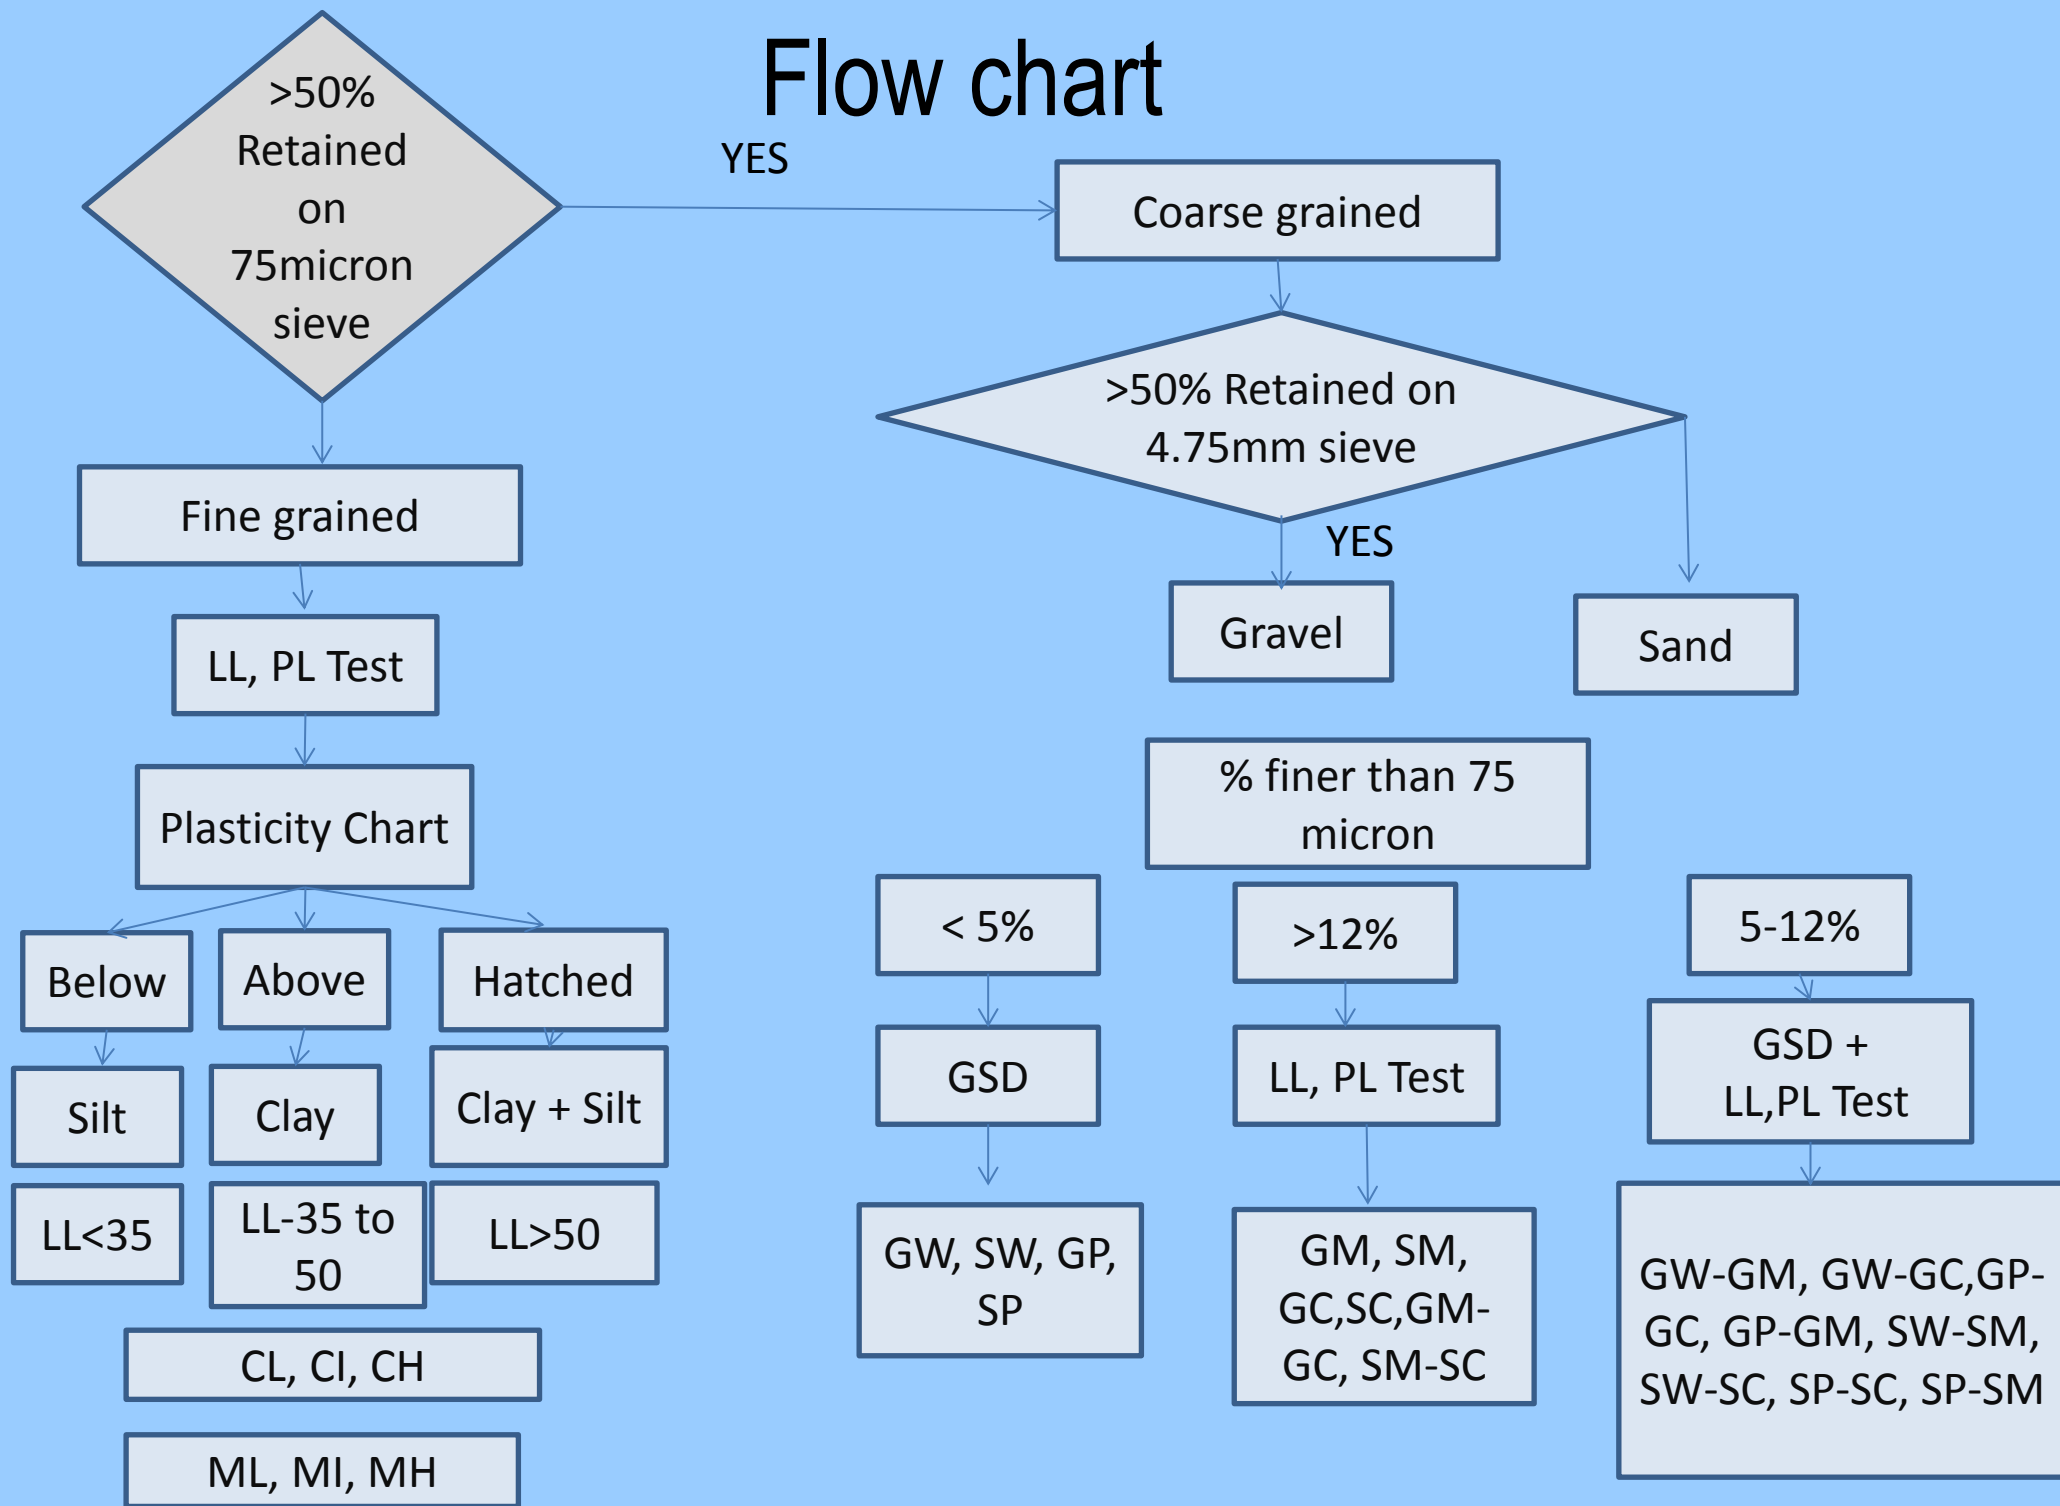 Flow chart
>50%
Retained
on
75micron
sieve
YES
Coarse grained
>50% Retained on
4.75mm sieve
YES
Fine grained
Gravel
Sand
LL, PL Test
Plasticity Chart
% finer than 75
micron
Below
Above
Hatched
< 5%
>12%
5-12%
Silt
Clay
Clay + Silt
GSD
LL, PL Test
GSD +
LL,PL Test
LL<35
LL-35 to
50
LL>50
GW, SW, GP,
SP
GM, SM,
GC,SC,GM-
GC, SM-SC
GW-GM, GW-GC,GP-
GC, GP-GM, SW-SM,
SW-SC, SP-SC, SP-SM
CL, CI, CH
ML, MI, MH